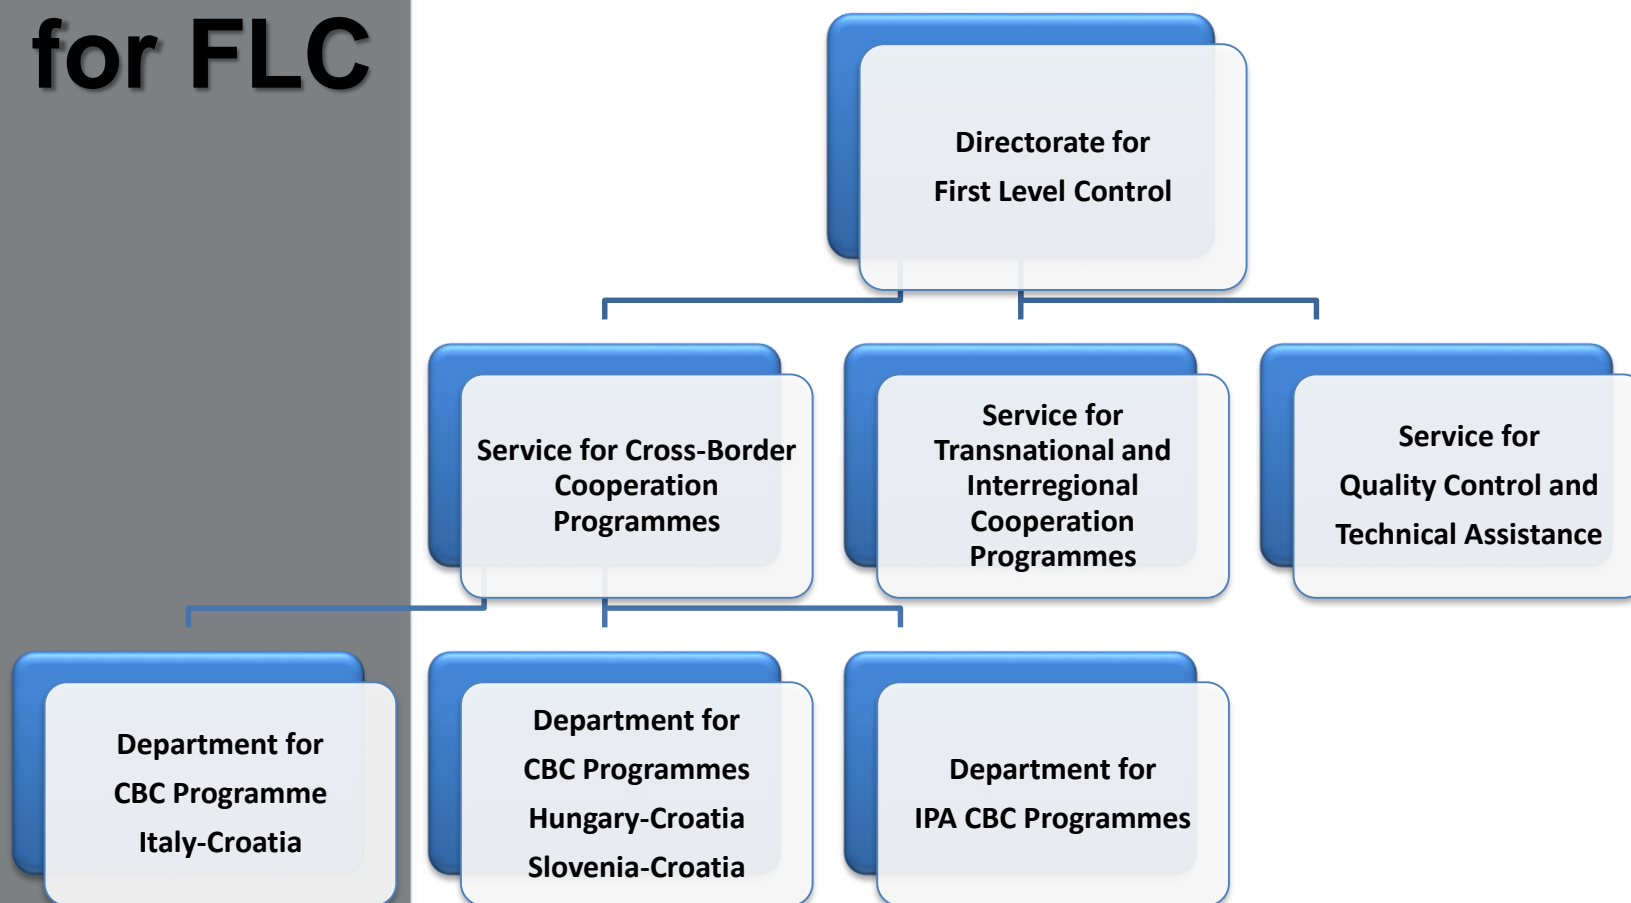 for FLC
Directorate for
First Level Control
Service for Cross-Border
Cooperation
Programmes
Service for
Transnational and
Interregional
Cooperation
Programmes
Service for
Quality Control and
Technical Assistance
Department for
CBC Programme
Italy-Croatia
Department for
CBC Programmes
Hungary-Croatia
Slovenia-Croatia
Department for
IPA CBC Programmes